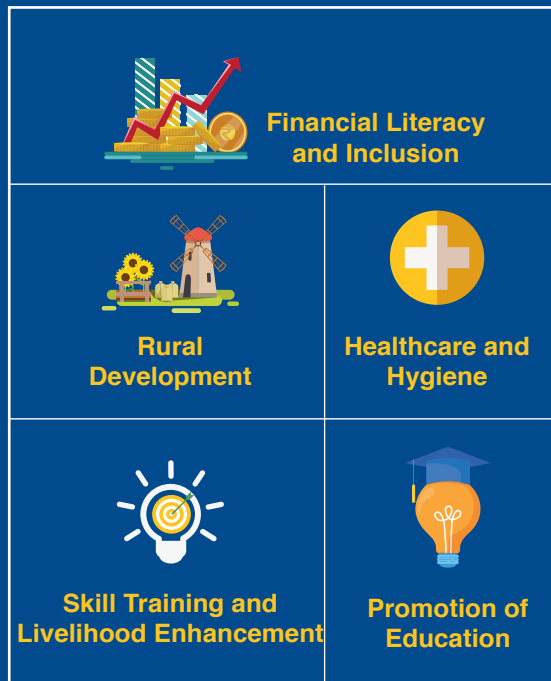 Financial Literacy
and Inclusion
Rural
Development
Healthcare and
Hygiene
Skill Training and
Livelihood Enhancement
Promotion of
Education